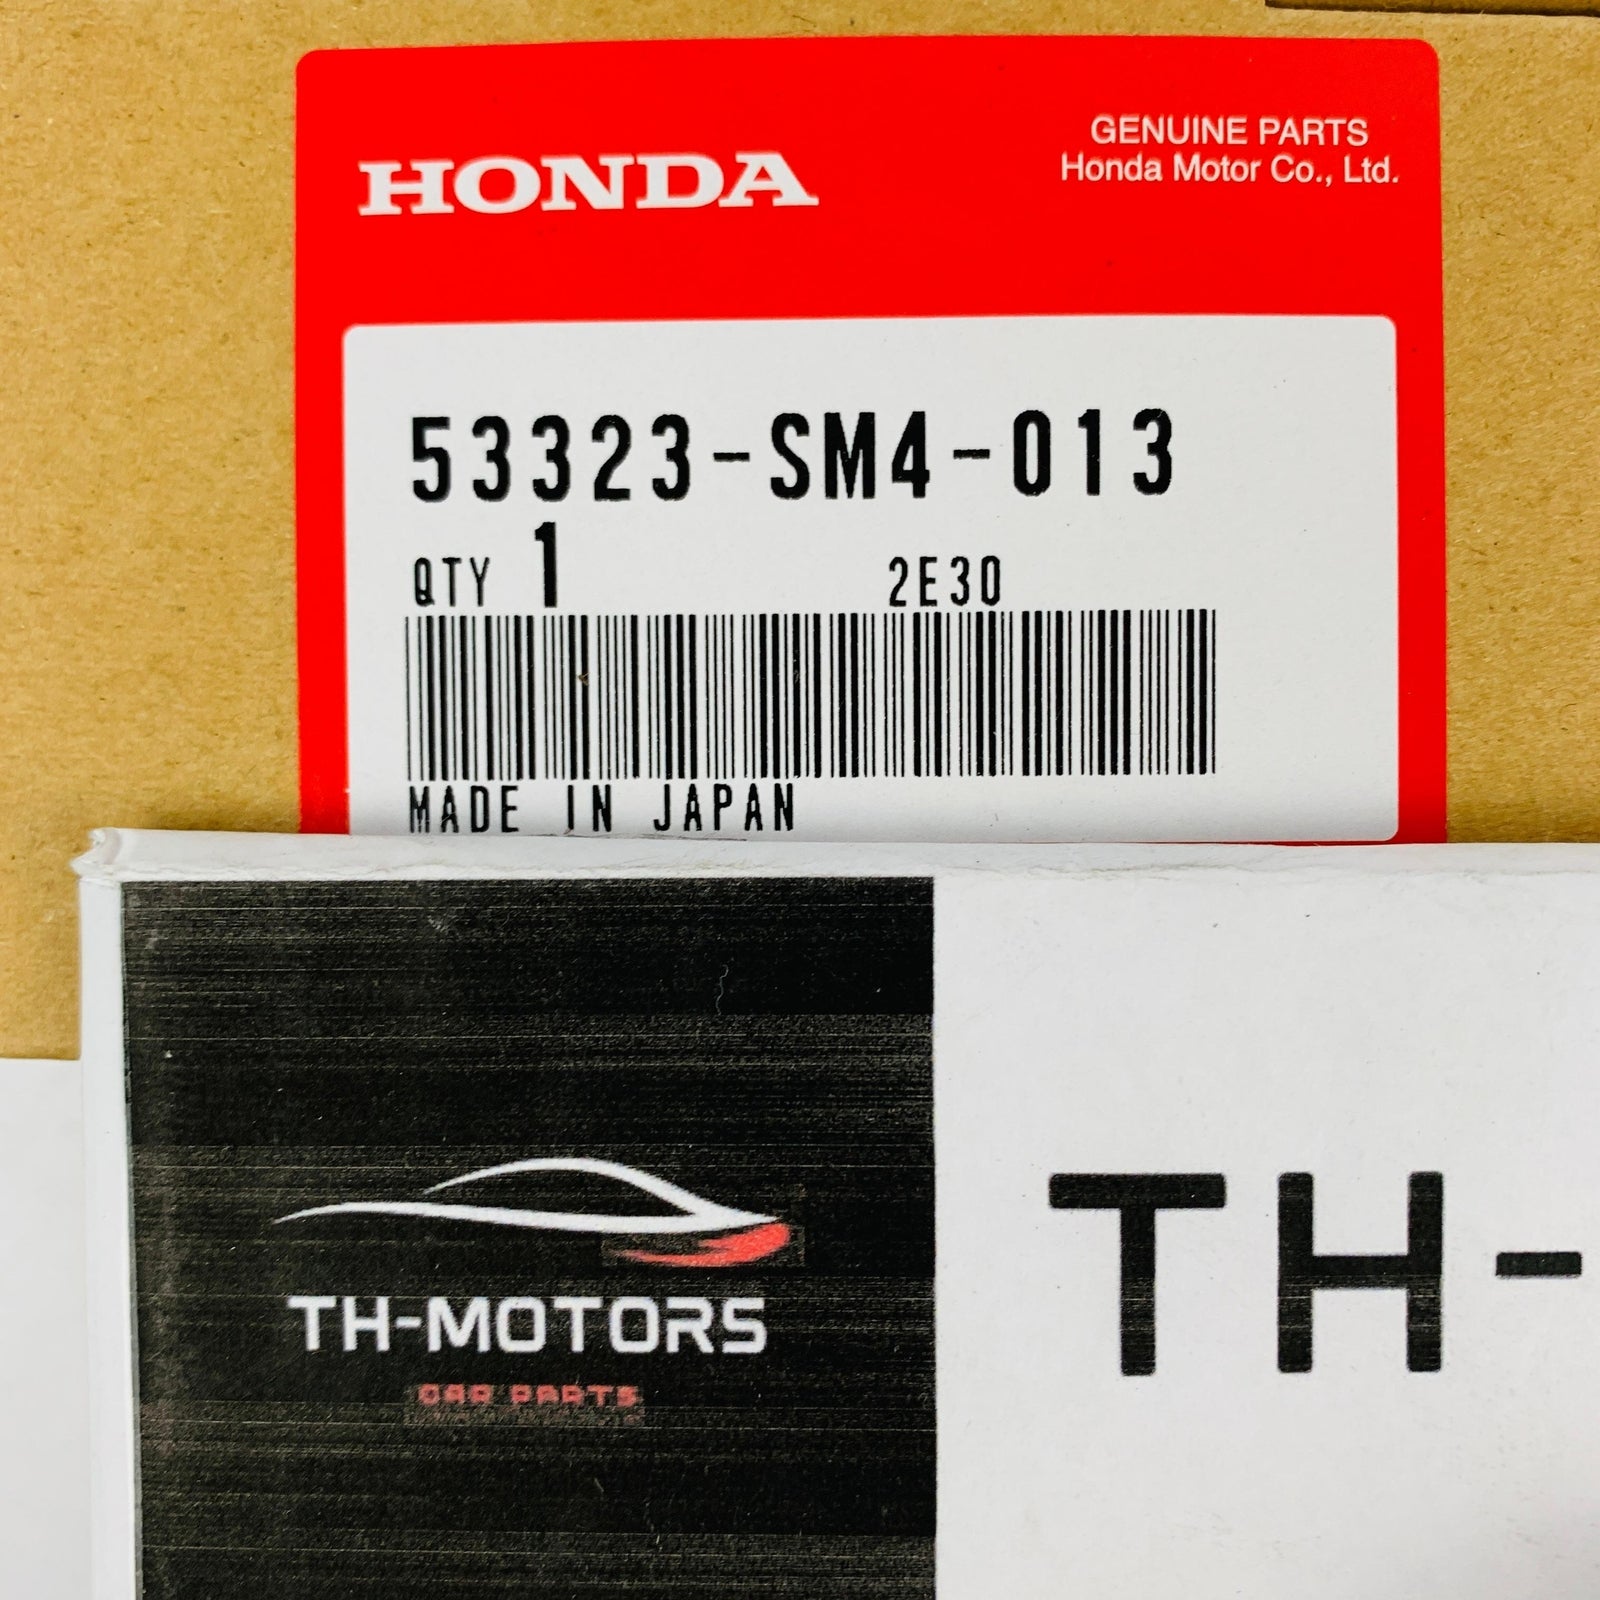 GENUINE PARTS
Honda Motor Co., Ltd.
HONDA
53323-SM4-013
QTY 1 2E30
MADE IN JAPAN
TH-MOTORS
CAR PARTS
TH-